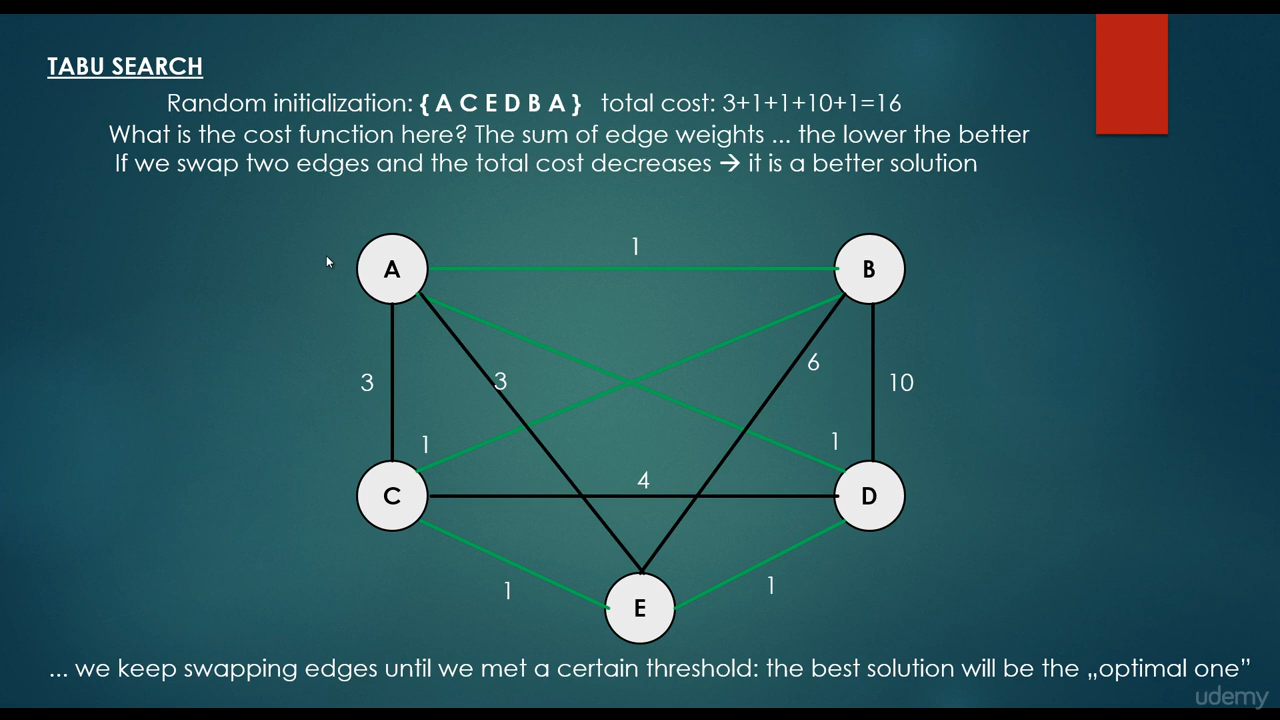 TABU SEARCH
Random initialization: { A C E D B A } total cost: 3+1+1+10+1=16
What is the cost function here? The sum of edge weights ... the lower the better
If we swap two edges and the total cost decreases → it is a better solution
1
A
B
3
3
6
10
1
1
4
C
D
1
1
E
... we keep swapping edges until we met a certain threshold: the best solution will be the „optimal one”
udemy